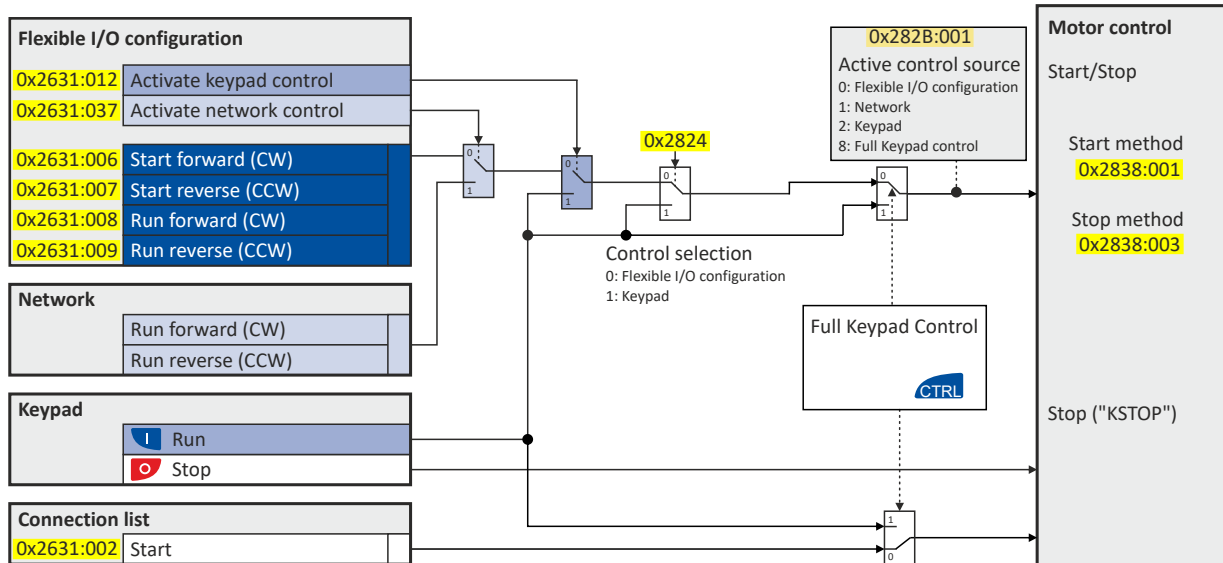 Flexible I/O configuration
0x2631:012 Activate keypad control
0x2631:037 Activate network control
0x2631:006 Start forward (CW)
0x2631:007 Start reverse (CCW)
0x2631:008 Run forward (CW)
0x2631:009 Run reverse (CCW)
Network
Run forward (CW)
Run reverse (CCW)
Keypad
I Run
O Stop
Connection list
0x2631:002 Start
0
1
0
1
0x2824
0
1
Control selection
0: Flexible I/O configuration
1: Keypad
0x282B:001
Active control source
0: Flexible I/O configuration
1: Network
2: Keypad
8: Full Keypad control
0
1
Full Keypad Control
CTRL
1
0
Motor control
Start/Stop
Start method
0x2838:001
Stop method
0x2838:003
Stop ("KSTOP")